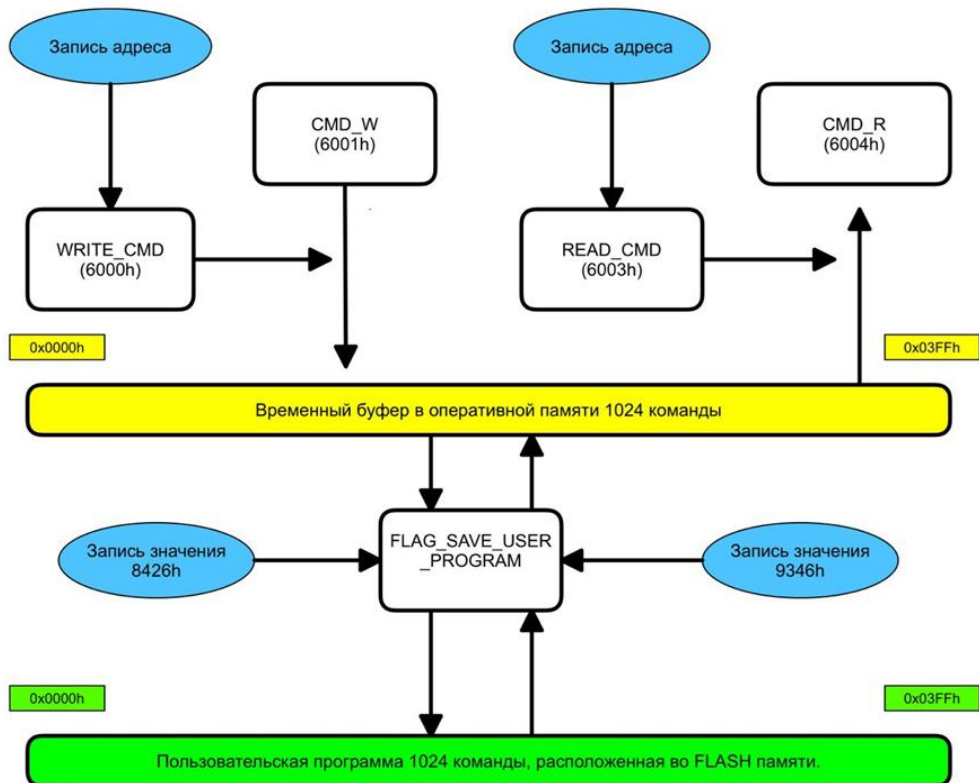 Запись адреса
Запись адреса
CMD_W
(6001h)
CMD_R
(6004h)
WRITE_CMD
(6000h)
READ_CMD
(6003h)
0x0000h
0x03FFh
Временный буфер в оперативной памяти 1024 команды
FLAG_SAVE_USER
_PROGRAM
Запись значения
8426h
Запись значения
9346h
0x0000h
0x03FFh
Пользовательская программа 1024 команды, расположенная во FLASH памяти.